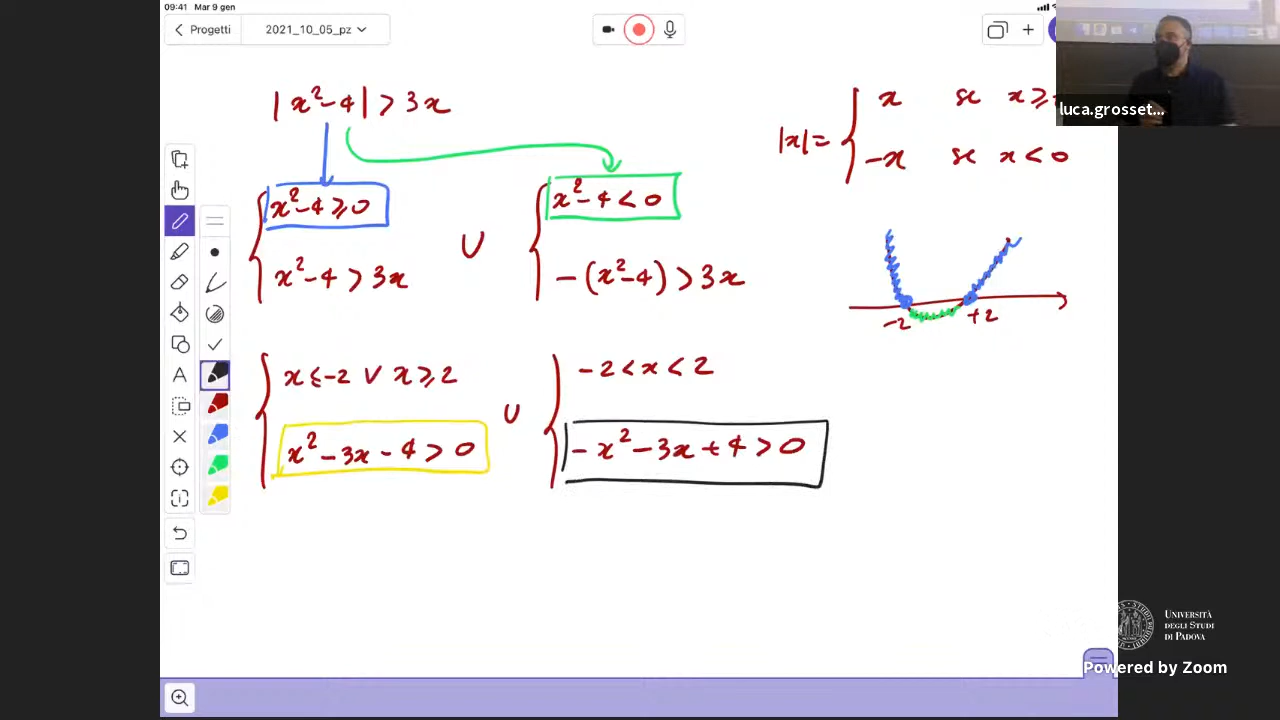 09:41 Mar 9 gen
Progetti
2021_10_05_pz
|x²-4| > 3x
|x| = { x se x ≥
-x se x < 0
luca.grosset...
{ x²-4 ≥ 0
x²-4 > 3x
∪
{ x²-4 < 0
-(x²-4) > 3x
-2 +2
{ x ≤ -2 ∨ x ≥ 2
x²-3x-4 > 0
∪
{ -2 < x < 2
-x²-3x+4 > 0
A
UNIVERSITÀ
DEGLI STUDI
DI PADOVA
Powered by Zoom